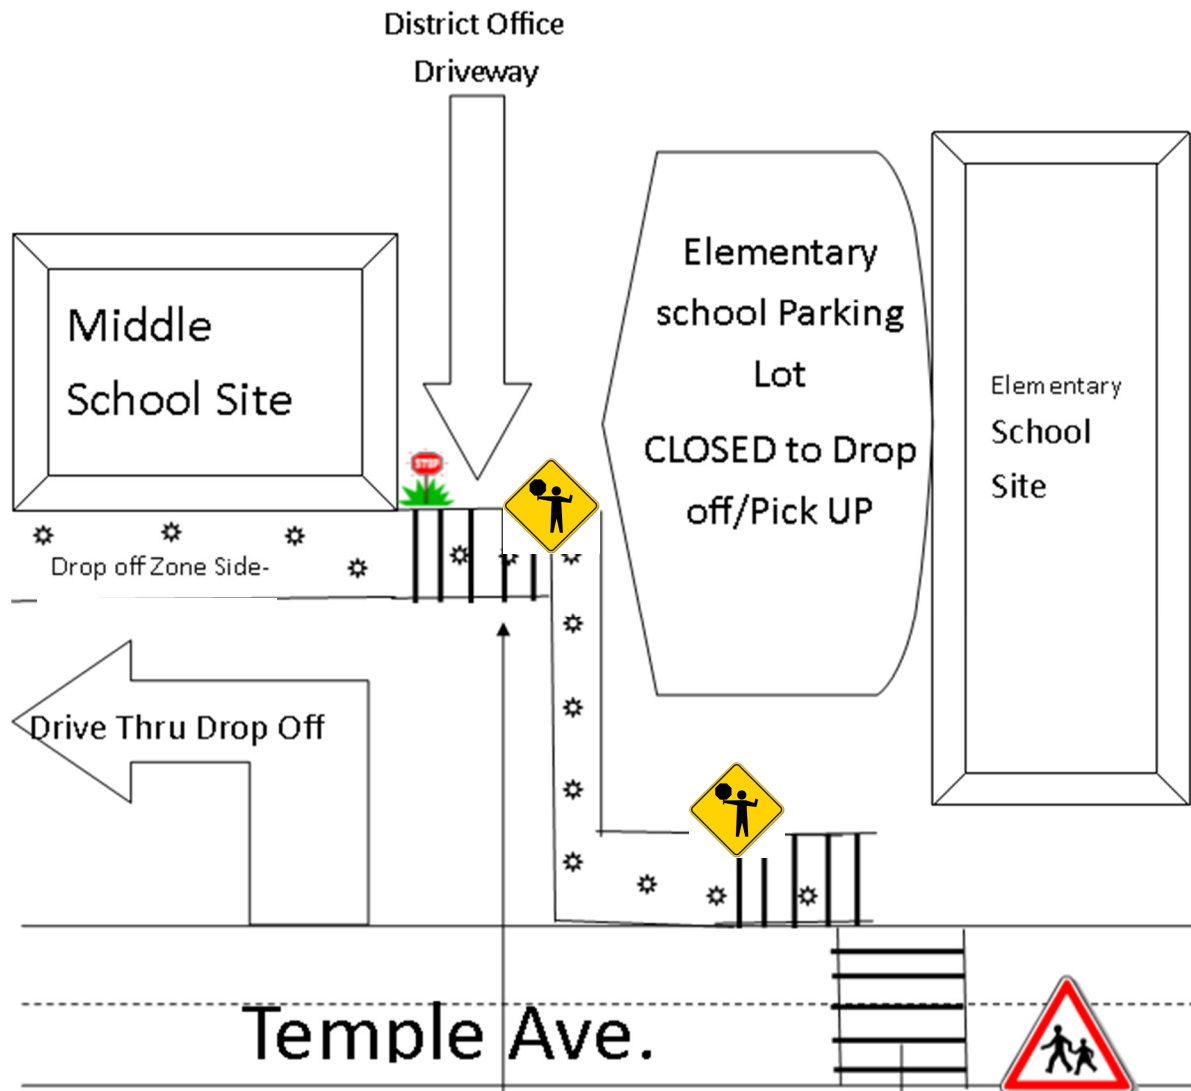 District Office
Driveway
Middle
School Site
Elementary
school Parking
Lot
CLOSED to Drop
off/Pick UP
Elementary
School
Site
STOP
Drop off Zone Side-
Drive Thru Drop Off
Temple Ave.